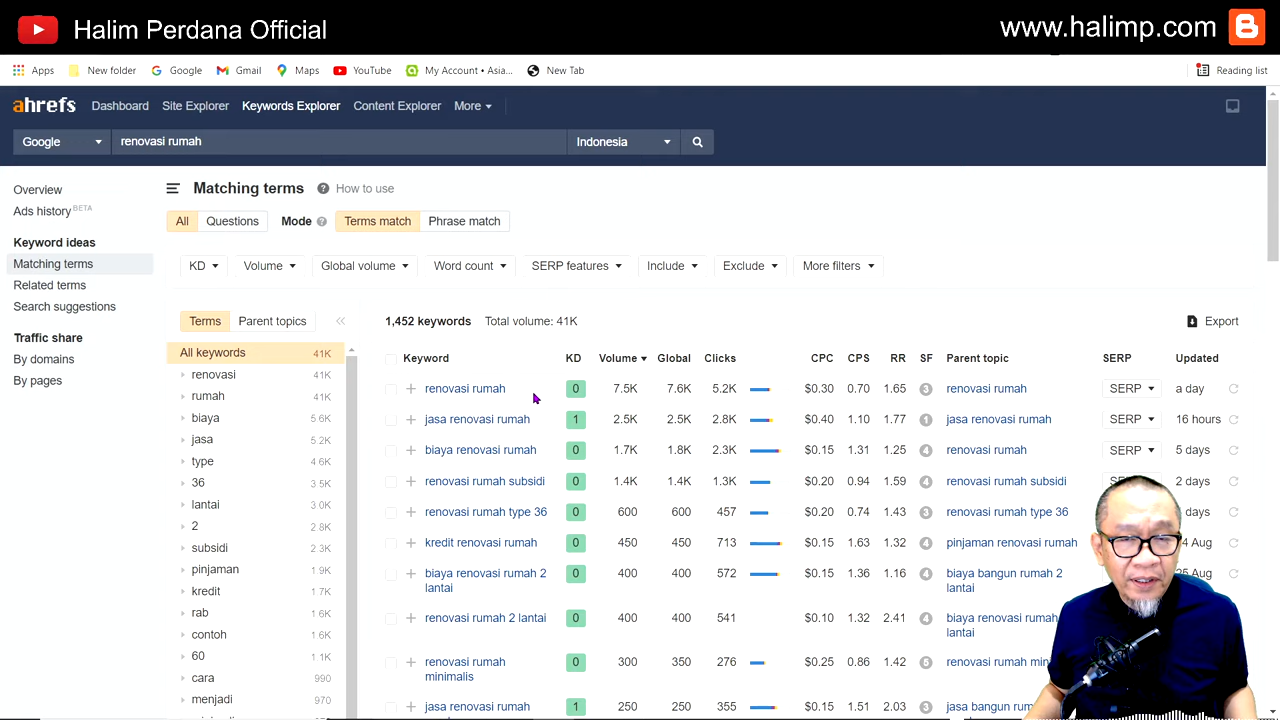 Halim Perdana Official
www.halimp.com
Apps
New folder
Google
Gmail
Maps
YouTube
My Account • Asia...
New Tab
Reading list
ahrefs
Dashboard
Site Explorer
Keywords Explorer
Content Explorer
More
Google
renovasi rumah
Indonesia
Overview
Ads history BETA
Keyword ideas
Matching terms
Related terms
Search suggestions
Traffic share
By domains
By pages
Matching terms
How to use
All
Questions
Mode
Terms match
Phrase match
KD
Volume
Global volume
Word count
SERP features
Include
Exclude
More filters
Terms
Parent topics
All keywords 41K
renovasi 41K
rumah 41K
biaya 5.6K
jasa 5.2K
type 4.6K
36 3.5K
lantai 3.0K
2 2.8K
subsidi 2.3K
pinjaman 1.9K
kredit 1.7K
rab 1.6K
contoh 1.6K
60 1.1K
cara 990
menjadi 970
1,452 keywords Total volume: 41K
Export
Keyword KD Volume Global Clicks CPC CPS RR SF Parent topic SERP Updated
renovasi rumah 0 7.5K 7.6K 5.2K $0.30 0.70 1.65 3 renovasi rumah SERP a day
jasa renovasi rumah 1 2.5K 2.5K 2.8K $0.40 1.10 1.77 1 jasa renovasi rumah SERP 16 hours
biaya renovasi rumah 0 1.7K 1.8K 2.3K $0.15 1.31 1.25 4 renovasi rumah SERP 5 days
renovasi rumah subsidi 0 1.4K 1.4K 1.3K $0.20 0.94 1.59 4 renovasi rumah subsidi 2 days
renovasi rumah type 36 0 600 600 457 $0.20 0.74 1.43 3 renovasi rumah type 36 days
kredit renovasi rumah 0 450 450 713 $0.15 1.63 1.32 4 pinjaman renovasi rumah Aug
biaya renovasi rumah 2 0 400 400 572 $0.15 1.36 1.16 4 biaya bangun rumah 2 Aug
lantai lantai
renovasi rumah 2 lantai 0 400 400 541 $0.10 1.32 2.41 4 biaya renovasi rumah
lantai
renovasi rumah 0 300 350 276 $0.25 0.86 1.42 5 renovasi rumah
minimalis
jasa renovasi rumah 1 250 250 355 $0.15 1.51 2.03 3 jasa bangun